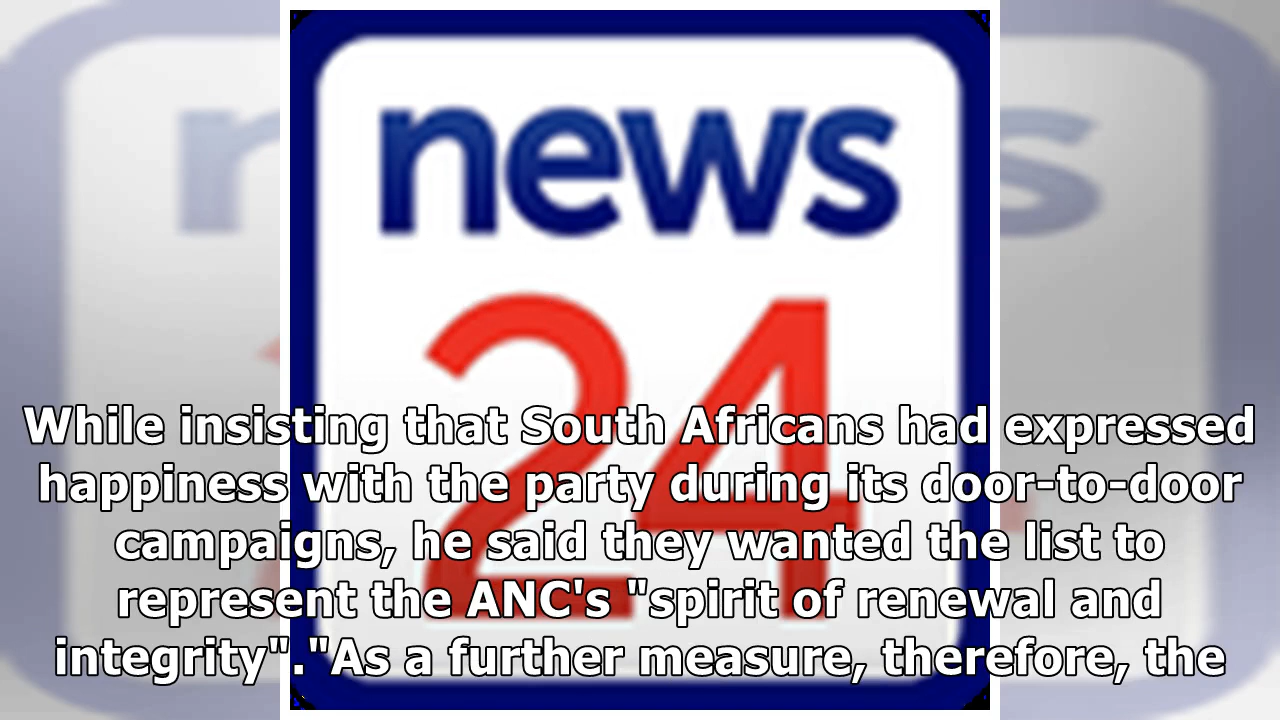 news
24
While insisting that South Africans had expressed
happiness with the party during its door-to-door
campaigns, he said they wanted the list to
represent the ANC's "spirit of renewal and
integrity"."As a further measure, therefore, the